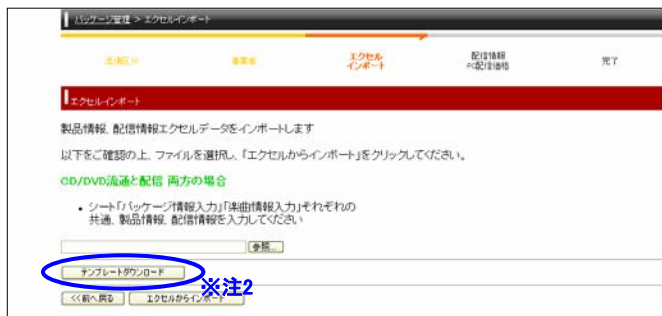 パッケージ管理 > エクセルインポート
流通区分
事業者
エクセル
インポート
配信情報
PC配信価格
完了
エクセルインポート
製品情報、配信情報エクセルデータをインポートします
以下をご確認の上、ファイルを選択し、「エクセルからインポート」をクリックしてください。
CD/DVD流通と配信 両方の場合
・ シート「パッケージ情報入力」「楽曲情報入力」それぞれの
共通、製品情報、配信情報を入力してください
参照...
テンプレートダウンロード
※注2
<<前へ戻る
エクセルからインポート